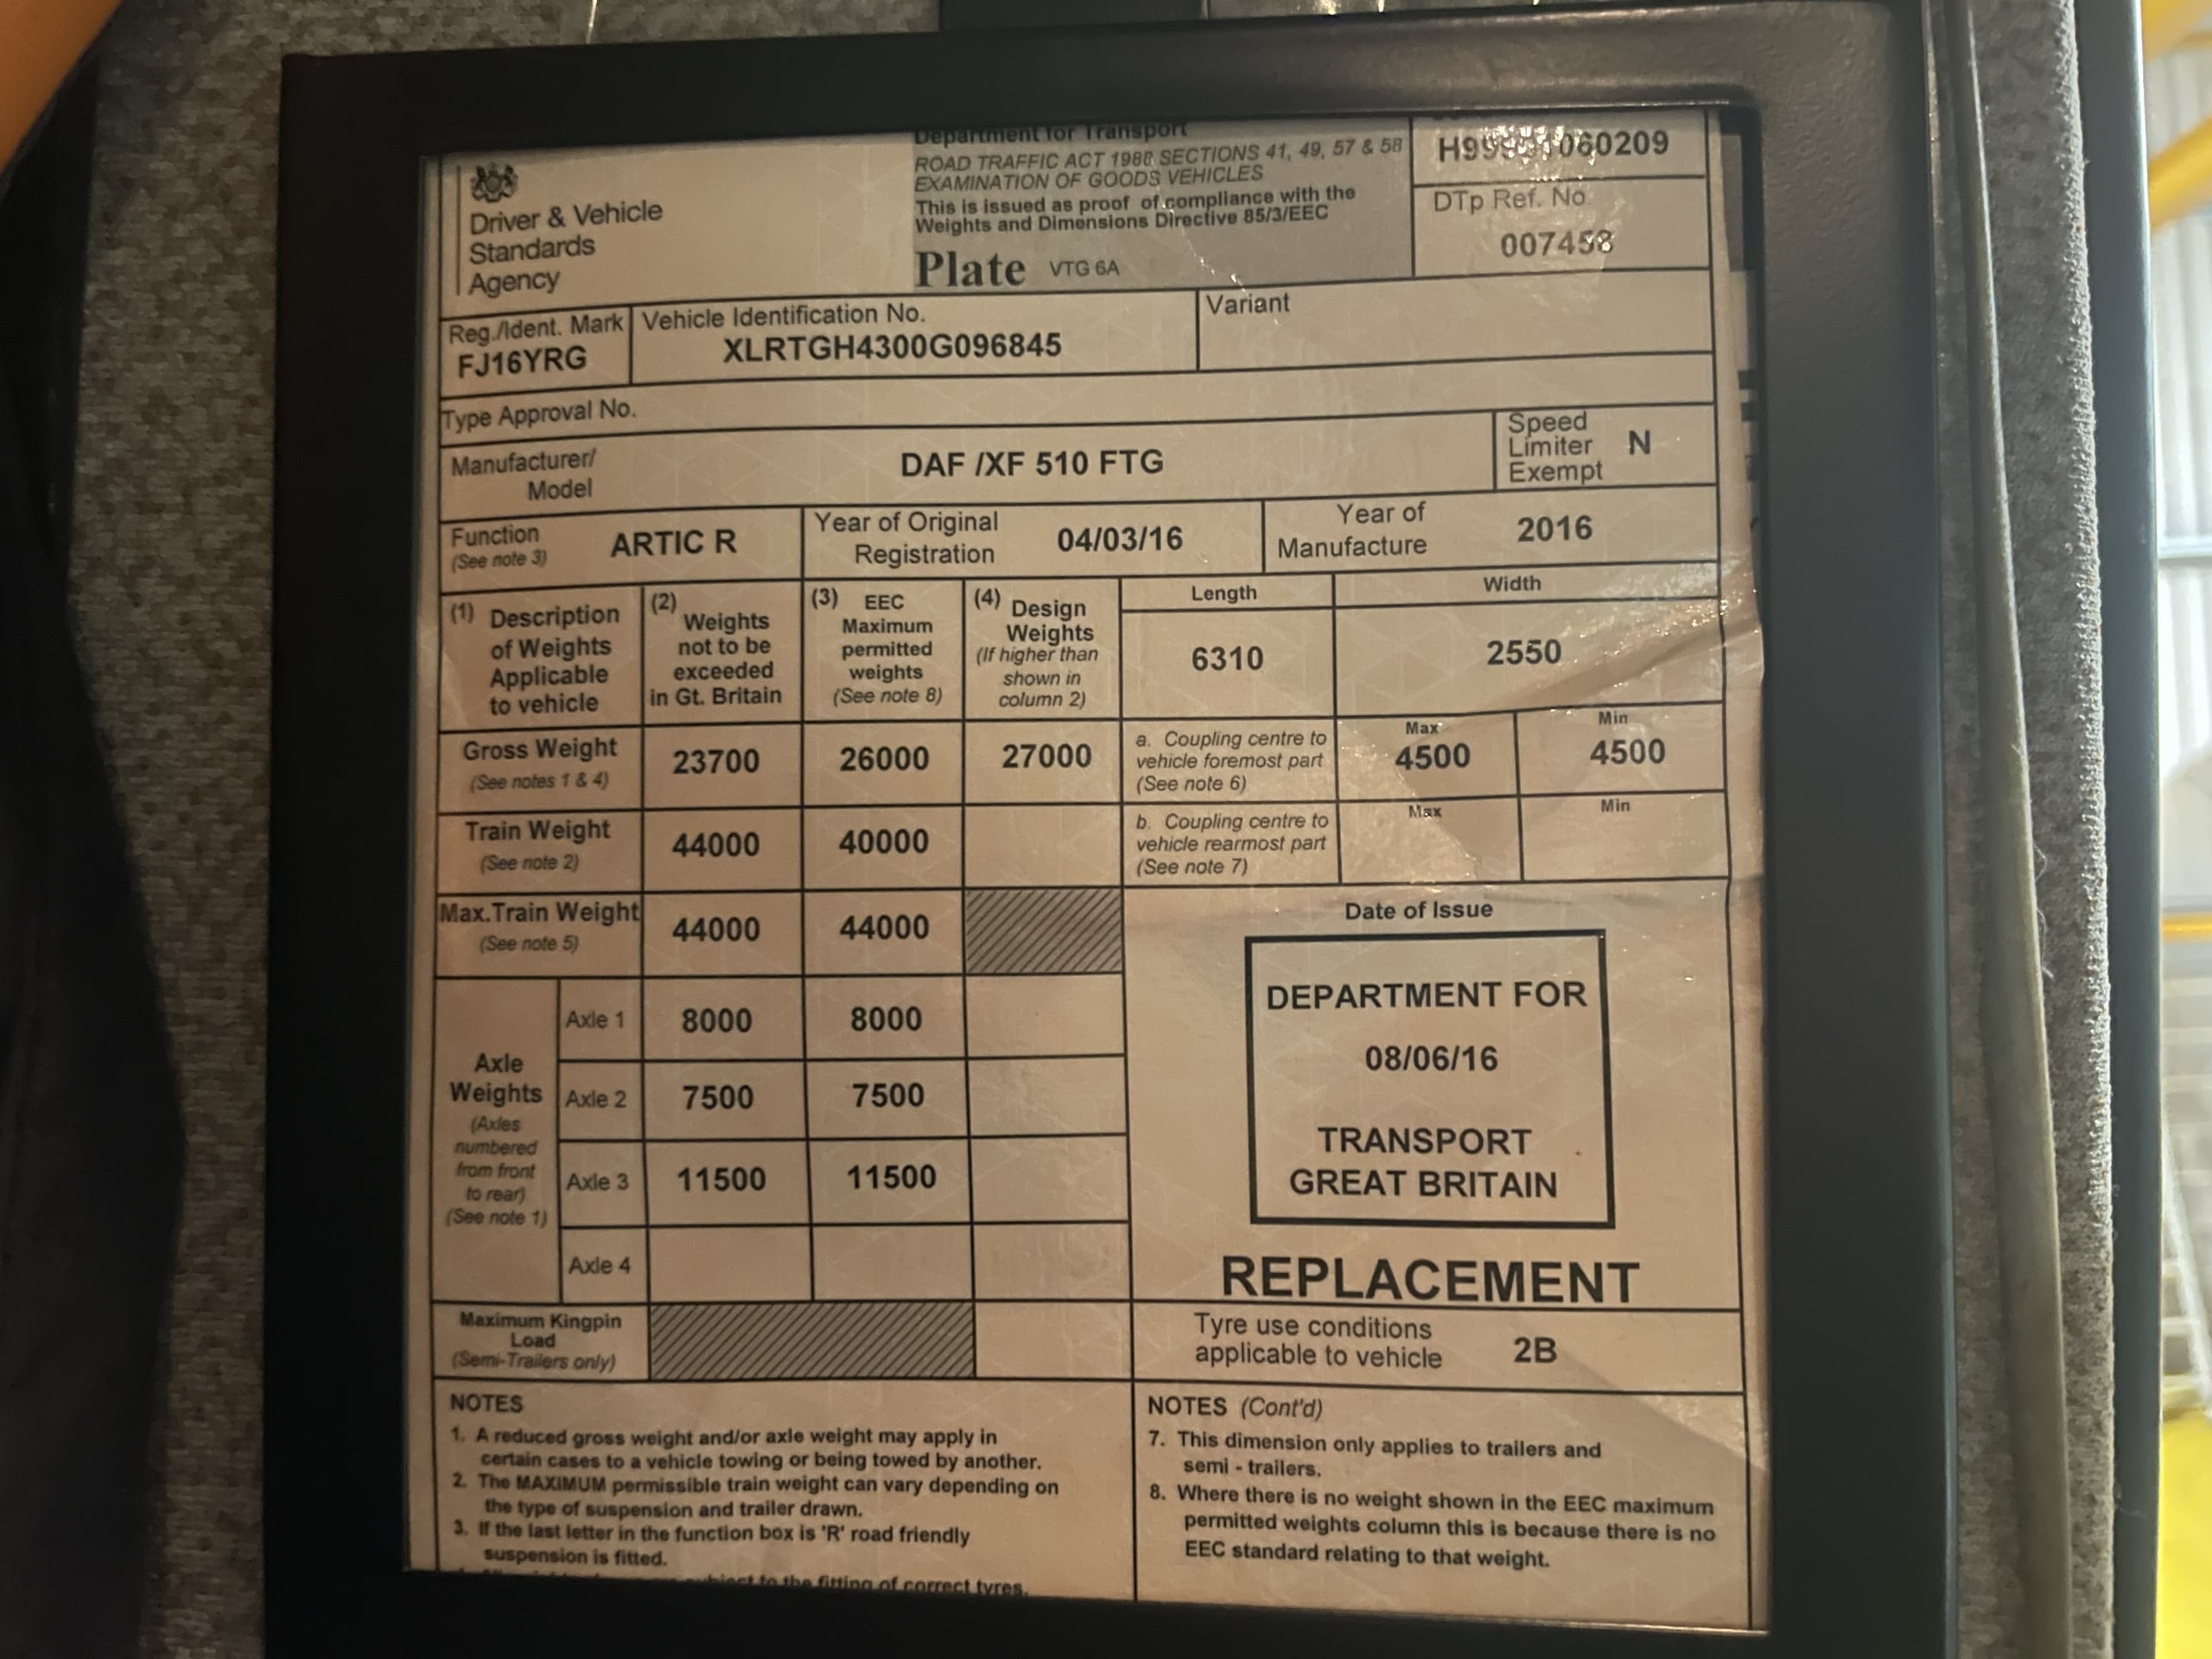 Department for Transport
ROAD TRAFFIC ACT 1988 SECTIONS 41, 49, 57 & 58
EXAMINATION OF GOODS VEHICLES
This is issued as proof of compliance with the
Weights and Dimensions Directive 85/3/EEC
Plate VTG 6A
Driver & Vehicle
Standards
Agency
060209
DTp Ref. No
007458
Reg./Ident. Mark
FJ16YRG
Vehicle Identification No.
XLRTGH4300G096845
Variant
Type Approval No.
Manufacturer/
Model
DAF /XF 510 FTG
Speed
Limiter
Exempt
N
Function
(See note 3)
ARTIC R
Year of Original
Registration
04/03/16
Year of
Manufacture
2016
(1) Description
of Weights
Applicable
to vehicle
(2) Weights
not to be
exceeded
in Gt. Britain
(3) EEC
Maximum
permitted
weights
(See note 8)
(4) Design
Weights
(If higher than
shown in
column 2)
Length
6310
Width
2550
Gross Weight
(See notes 1 & 4)
23700
26000
27000
a. Coupling centre to
vehicle foremost part
(See note 6)
Max
4500
Min
4500
Train Weight
(See note 2)
44000
40000
b. Coupling centre to
vehicle rearmost part
(See note 7)
Max
Min
Max.Train Weight
(See note 5)
44000
44000
Date of Issue
DEPARTMENT FOR
08/06/16
TRANSPORT
GREAT BRITAIN
REPLACEMENT
Axle
Weights
(Axles
numbered
from front
to rear)
(See note 1)
Axle 1
8000
8000
Axle 2
7500
7500
Axle 3
11500
11500
Axle 4
Maximum Kingpin
Load
(Semi-Trailers only)
Tyre use conditions
applicable to vehicle
2B
NOTES
1. A reduced gross weight and/or axle weight may apply in
certain cases to a vehicle towing or being towed by another.
2. The MAXIMUM permissible train weight can vary depending on
the type of suspension and trailer drawn.
3. If the last letter in the function box is 'R' road friendly
suspension is fitted.
subject to the fitting of correct tyres.
NOTES (Cont'd)
7. This dimension only applies to trailers and
semi - trailers.
8. Where there is no weight shown in the EEC maximum
permitted weights column this is because there is no
EEC standard relating to that weight.